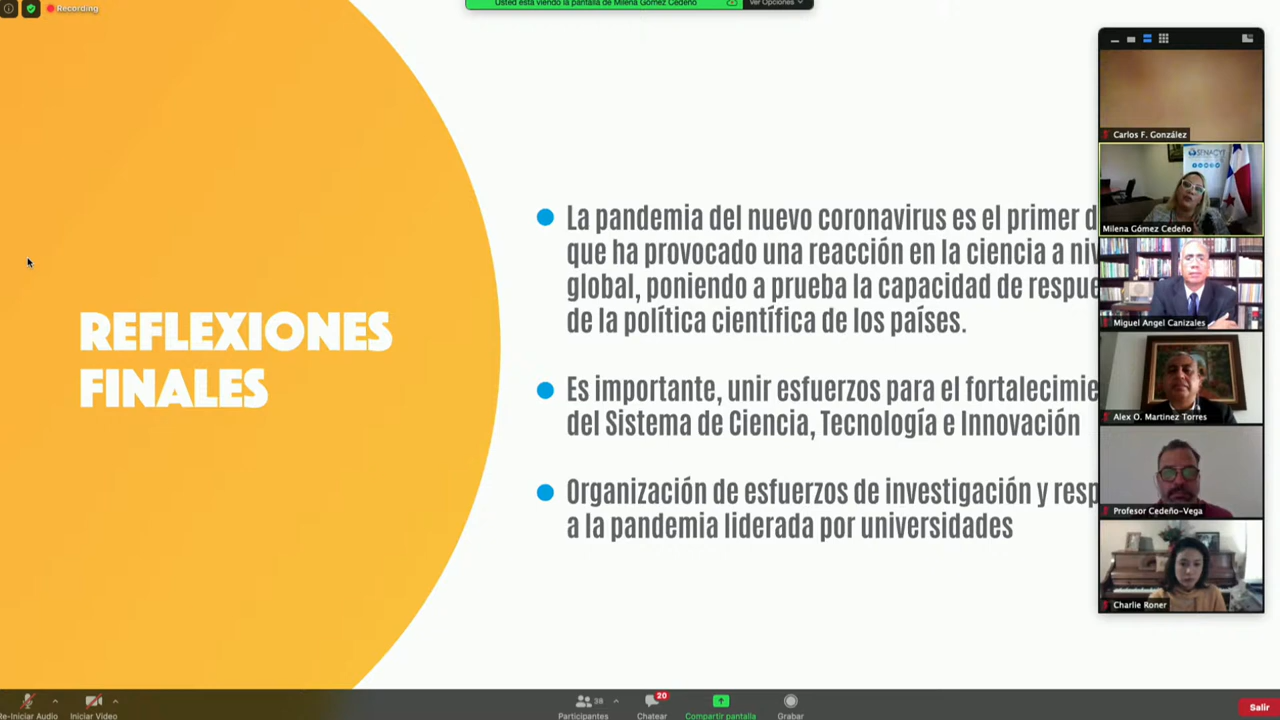 Recording
Usted está viendo la pantalla de Milena Gómez Cedeño
Ver Opciones
REFLEXIONES
FINALES
La pandemia del nuevo coronavirus es el primer d
que ha provocado una reacción en la ciencia a niv
global, poniendo a prueba la capacidad de respue
de la política científica de los países.
Es importante, unir esfuerzos para el fortalecimie
del Sistema de Ciencia, Tecnología e Innovación
Organización de esfuerzos de investigación y resp
a la pandemia liderada por universidades
Carlos F. González
SENACYT
Milena Gómez Cedeño
Miguel Angel Canizales
Alex O. Martinez Torres
Profesor Cedeño-Vega
Charlie Roner
Re-Iniciar Audio
Iniciar Video
38
Participantes
20
Chatear
Compartir pantalla
Grabar
Salir